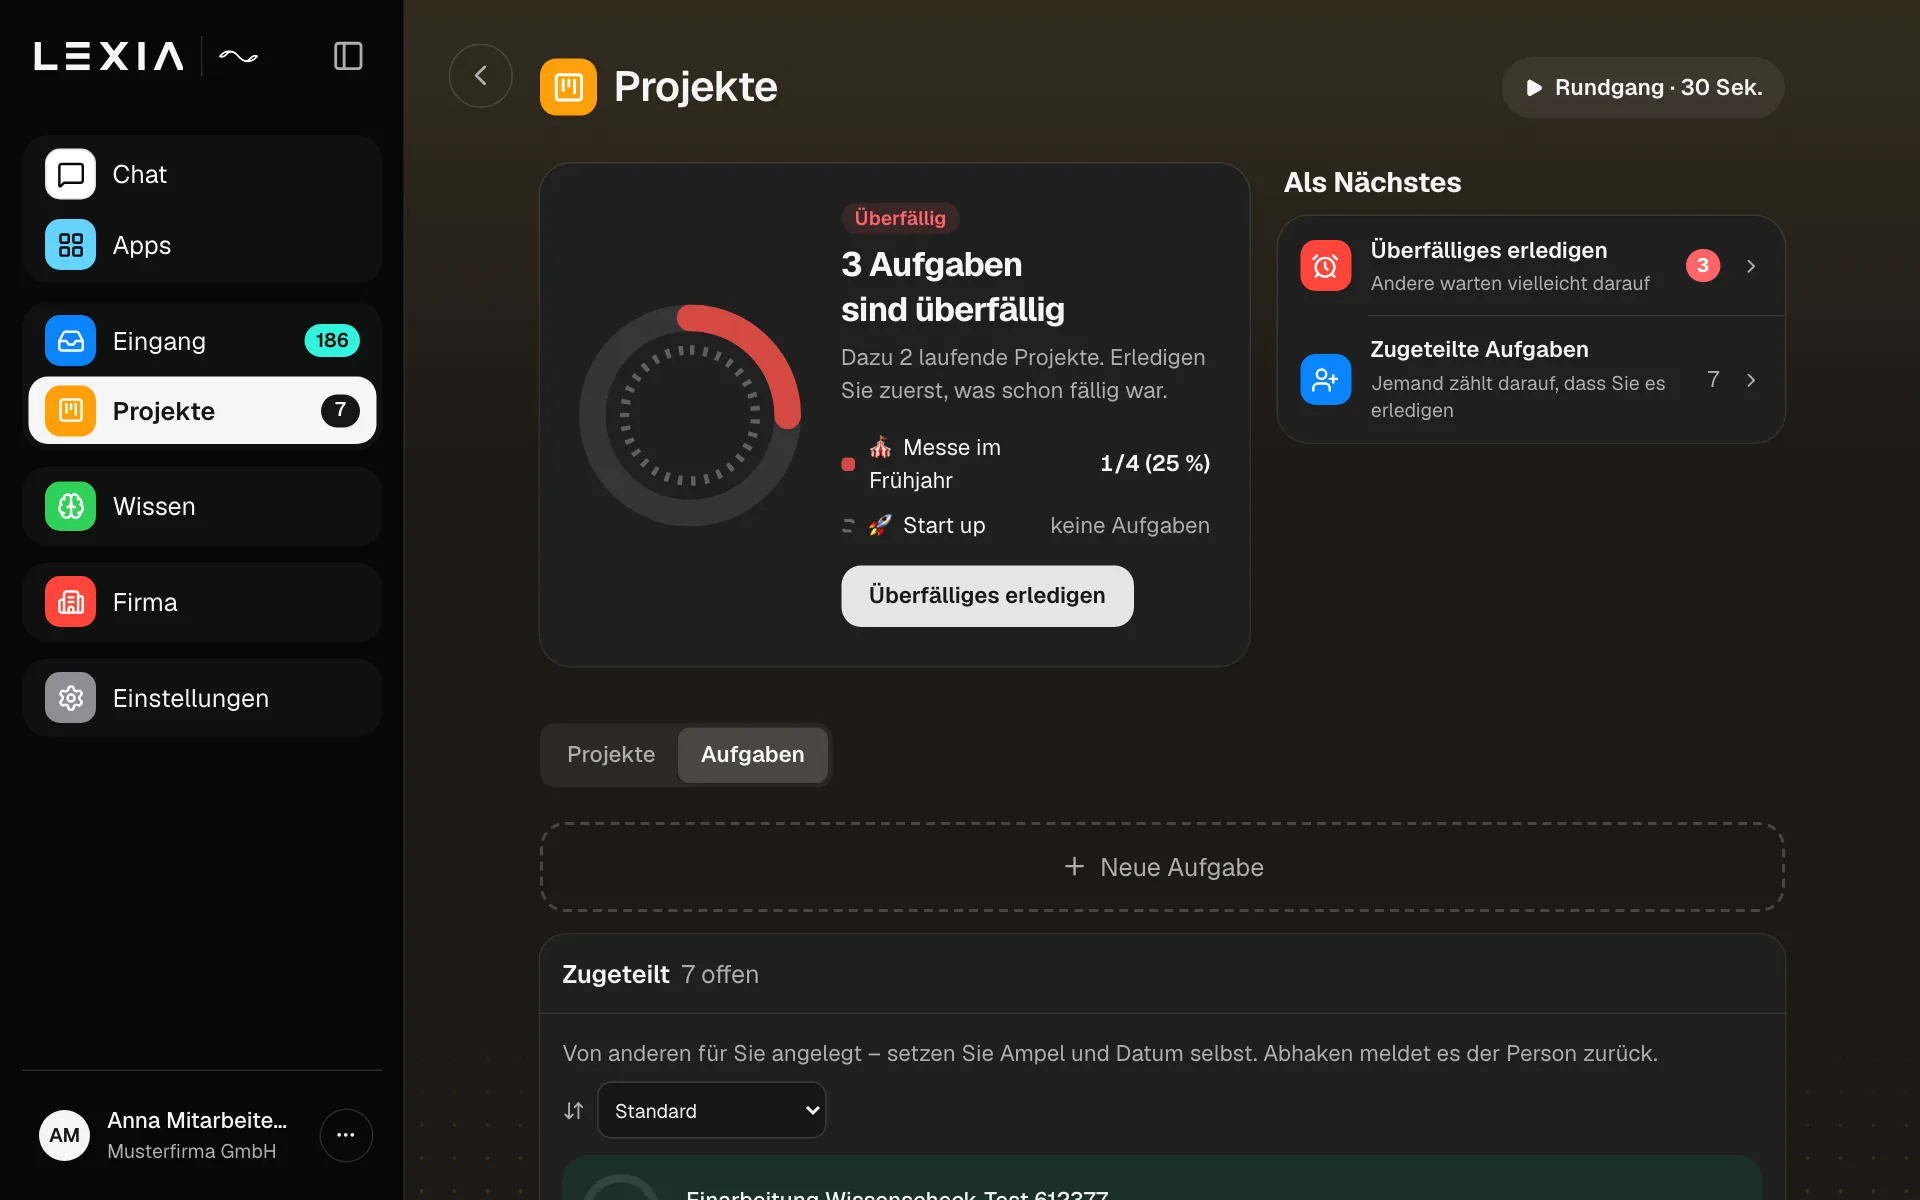 LEXIA
Chat
Apps
Eingang 186
Projekte 7
Wissen
Firma
Einstellungen
AM
Anna Mitarbeite...
Musterfirma GmbH
Projekte
Rundgang · 30 Sek.
Überfällig
3 Aufgaben
sind überfällig
Dazu 2 laufende Projekte. Erledigen
Sie zuerst, was schon fällig war.
🎪 Messe im
Frühjahr
1/4 (25 %)
🚀 Start up keine Aufgaben
Überfälliges erledigen
Als Nächstes
Überfälliges erledigen
Andere warten vielleicht darauf
3
Zugeteilte Aufgaben
Jemand zählt darauf, dass Sie es
erledigen
7
Projekte Aufgaben
+ Neue Aufgabe
Zugeteilt 7 offen
Von anderen für Sie angelegt – setzen Sie Ampel und Datum selbst. Abhaken meldet es der Person zurück.
Standard
Einarbeitung Wissenscheck-Test 612377